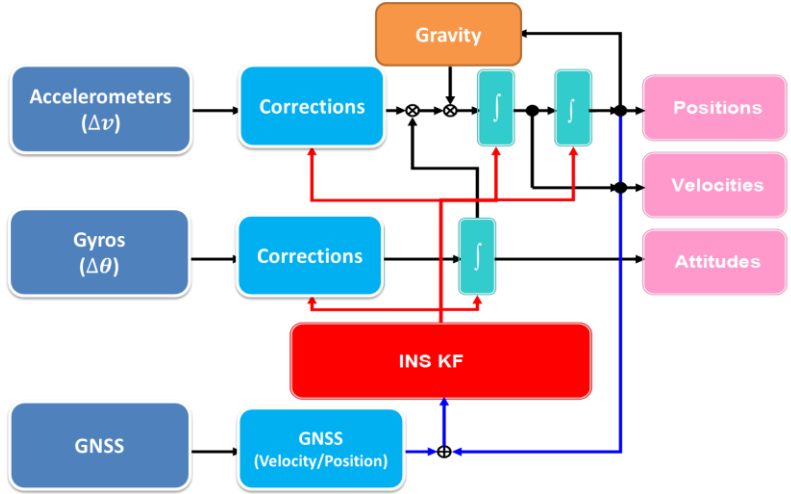 Gravity
Accelerometers
(Δv)
Corrections
∫
∫
Positions
Velocities
Gyros
(Δθ)
Corrections
∫
Attitudes
INS KF
GNSS
GNSS
(Velocity/Position)